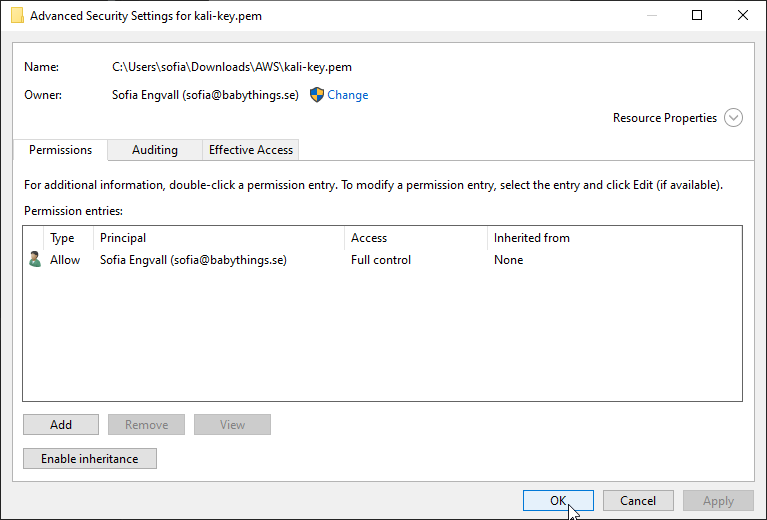 Advanced Security Settings for kali-key.pem
Name: C:\Users\sofia\Downloads\AWS\kali-key.pem
Owner: Sofia Engvall (sofia@babythings.se) Change
Resource Properties
Permissions Auditing Effective Access
For additional information, double-click a permission entry. To modify a permission entry, select the entry and click Edit (if available).
Permission entries:
Type Principal Access Inherited from
Allow Sofia Engvall (sofia@babythings.se) Full control None
Add Remove View
Enable inheritance
OK Cancel Apply